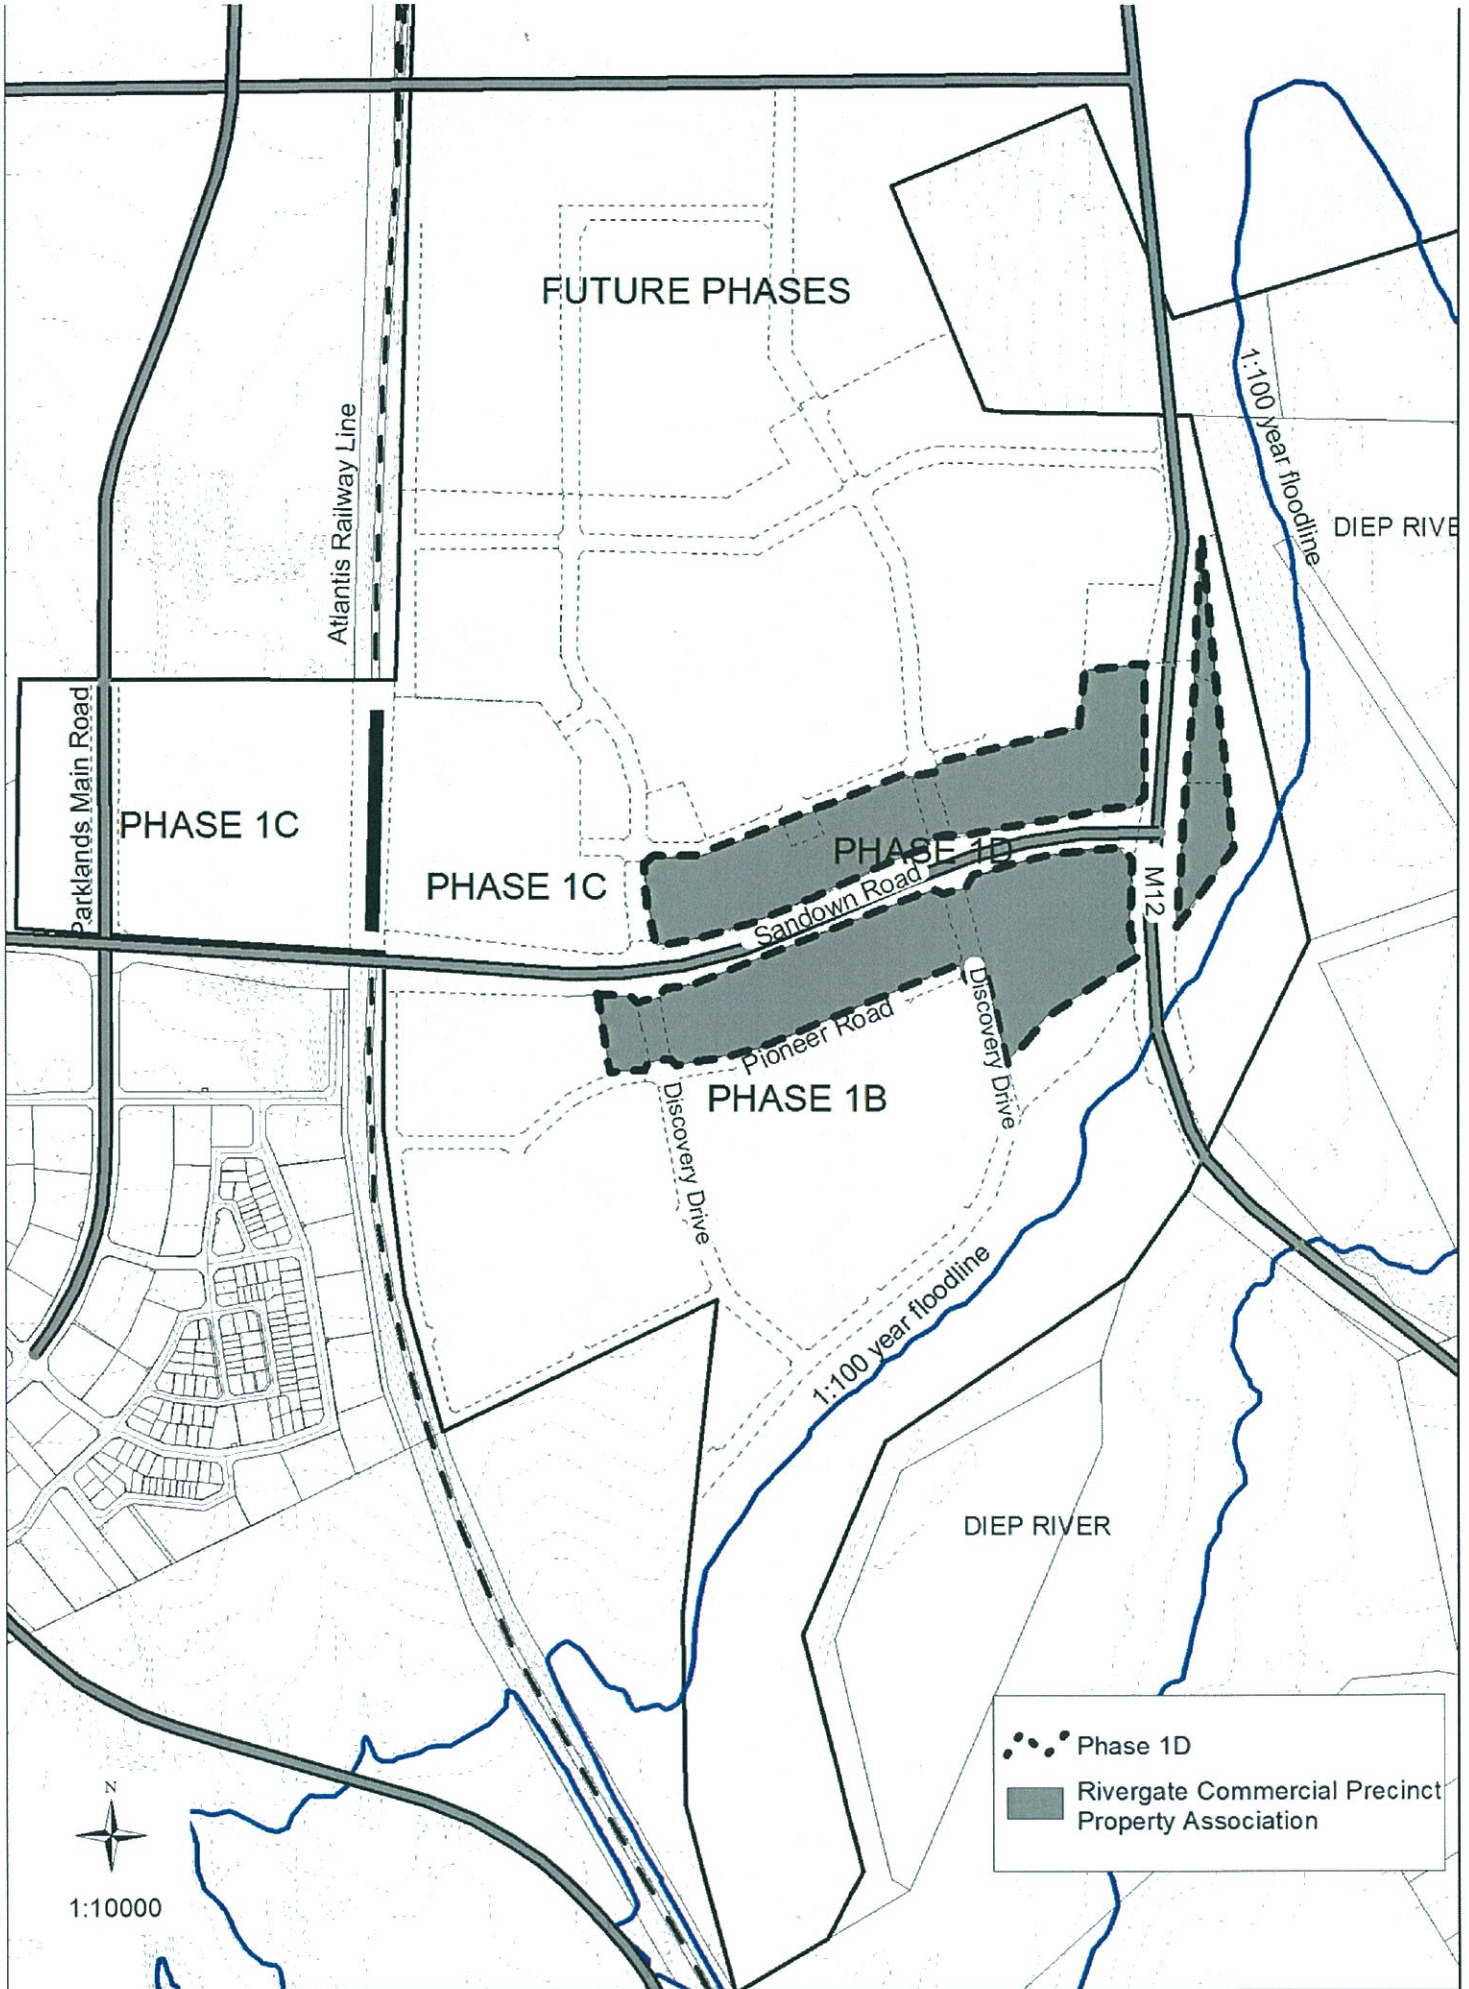 FUTURE PHASES
Atlantis Railway Line
1:100 year floodline
DIEP RIVE
Parklands Main Road
PHASE 1C
PHASE 1C
PHASE 1D
Sandown Road
M12
Pioneer Road
Discovery Drive
Discovery Drive
PHASE 1B
1:100 year floodline
DIEP RIVER
Phase 1D
Rivergate Commercial Precinct
Property Association
N
1:10000